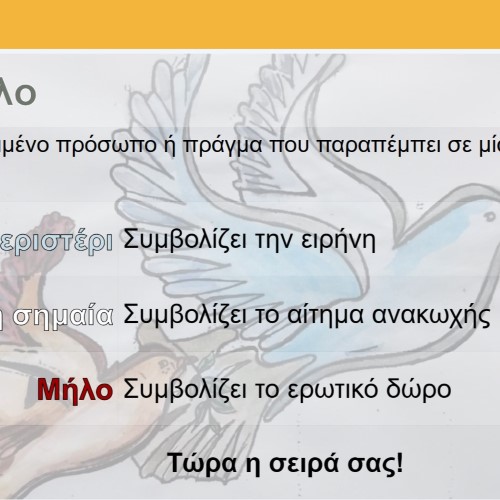 λο
ιμένο πρόσωπο ή πράγμα που παραπέμπει σε μί
εριστέρι Συμβολίζει την ειρήνη
η σημαία Συμβολίζει το αίτημα ανακωχής
Μήλο Συμβολίζει το ερωτικό δώρο
Τώρα η σειρά σας!